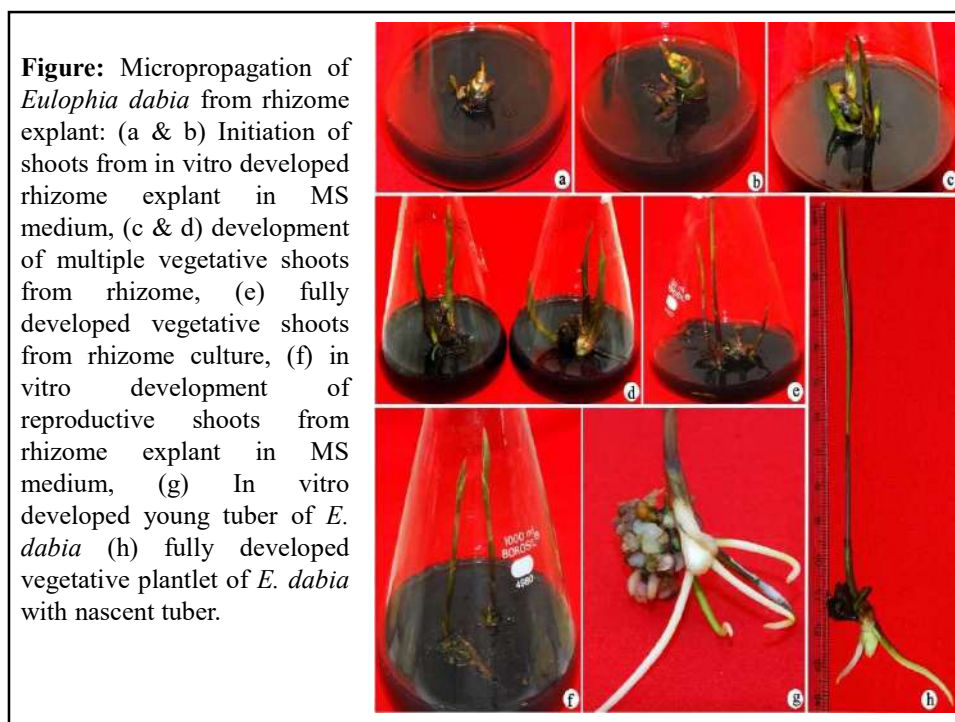 Figure: Micropropagation of
Eulophia dabia from rhizome
explant: (a & b) Initiation of
shoots from in vitro developed
rhizome explant in MS
medium, (c & d) development
of multiple vegetative shoots
from rhizome, (e) fully
developed vegetative shoots
from rhizome culture, (f) in
vitro development of
reproductive shoots from
rhizome explant in MS
medium, (g) In vitro
developed young tuber of E.
dabia (h) fully developed
vegetative plantlet of E. dabia
with nascent tuber.
a
b
c
d
e
1000 ml
BOROSIL®
4980
f
g
h